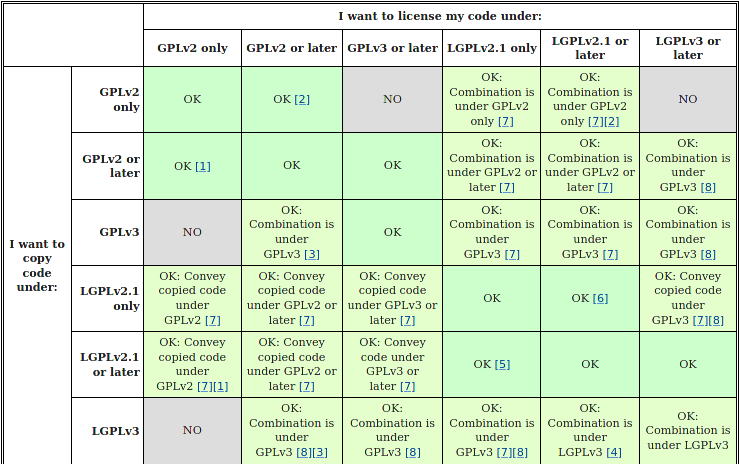 I want to license my code under:
GPLv2 only
GPLv2 or later
GPLv3 or later
LGPLv2.1 only
LGPLv2.1 or
later
LGPLv3 or
later
I want to
copy
code
under:
GPLv2
only
OK
OK [2]
NO
OK:
Combination is
under GPLv2
only [7]
OK:
Combination is
under GPLv2
only [7][2]
NO
GPLv2 or
later
OK [1]
OK
OK
OK:
Combination is
under GPLv2 or
later [7]
OK:
Combination is
under GPLv2 or
later [7]
OK:
Combination is
under
GPLv3 [8]
GPLv3
NO
OK:
Combination is
under
GPLv3 [3]
OK
OK:
Combination is
under
GPLv3 [7]
OK:
Combination is
under
GPLv3 [7]
OK:
Combination is
under
GPLv3 [8]
LGPLv2.1
only
OK: Convey
copied code
under
GPLv2 [7]
OK: Convey
copied code
under GPLv2 or
later [7]
OK: Convey
copied code
under GPLv3 or
later [7]
OK
OK [6]
OK: Convey
copied code
under
GPLv3 [7][8]
LGPLv2.1
or later
OK: Convey
copied code
under
GPLv2 [7][1]
OK: Convey
copied code
under GPLv2 or
later [7]
OK: Convey
code under
GPLv3 or
later [7]
OK [5]
OK
OK
LGPLv3
NO
OK:
Combination is
under
GPLv3 [8][3]
OK:
Combination is
under
GPLv3 [8]
OK:
Combination is
under
GPLv3 [7][8]
OK:
Combination is
under
LGPLv3 [4]
OK:
Combination is
under LGPLv3